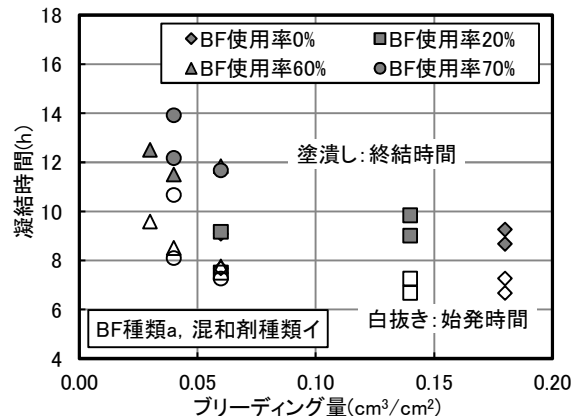 18
16
14
12
10
8
6
4
凝結時間(h)
BF使用率0%
BF使用率20%
BF使用率60%
BF使用率70%
塗潰し:終結時間
白抜き:始発時間
BF種類a, 混和剤種類イ
0.00 0.05 0.10 0.15 0.20
ブリーディング量(cm³/cm²)